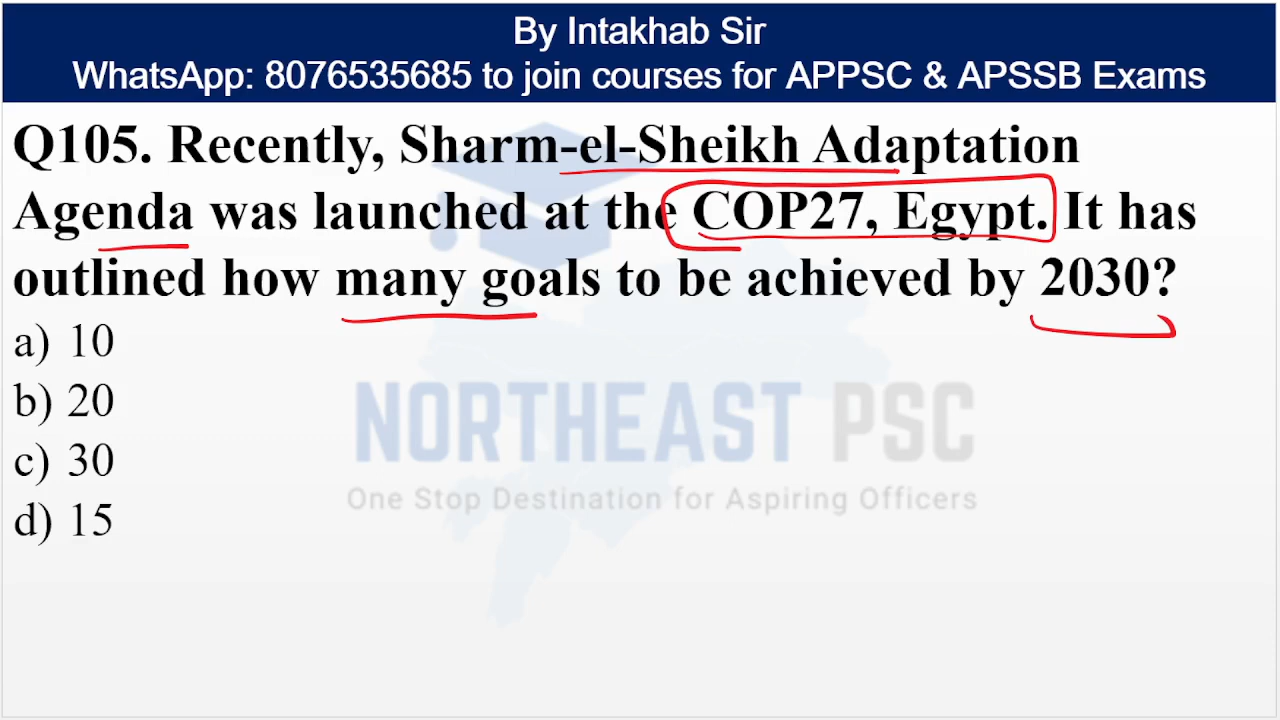 By Intakhab Sir
WhatsApp: 8076535685 to join courses for APPSC & APSSB Exams
Q105. Recently, Sharm-el-Sheikh Adaptation
Agenda was launched at the COP27, Egypt. It has
outlined how many goals to be achieved by 2030?
a) 10
b) 20
c) 30
d) 15
NORTHEAST PSC
One Stop Destination for Aspiring Officers